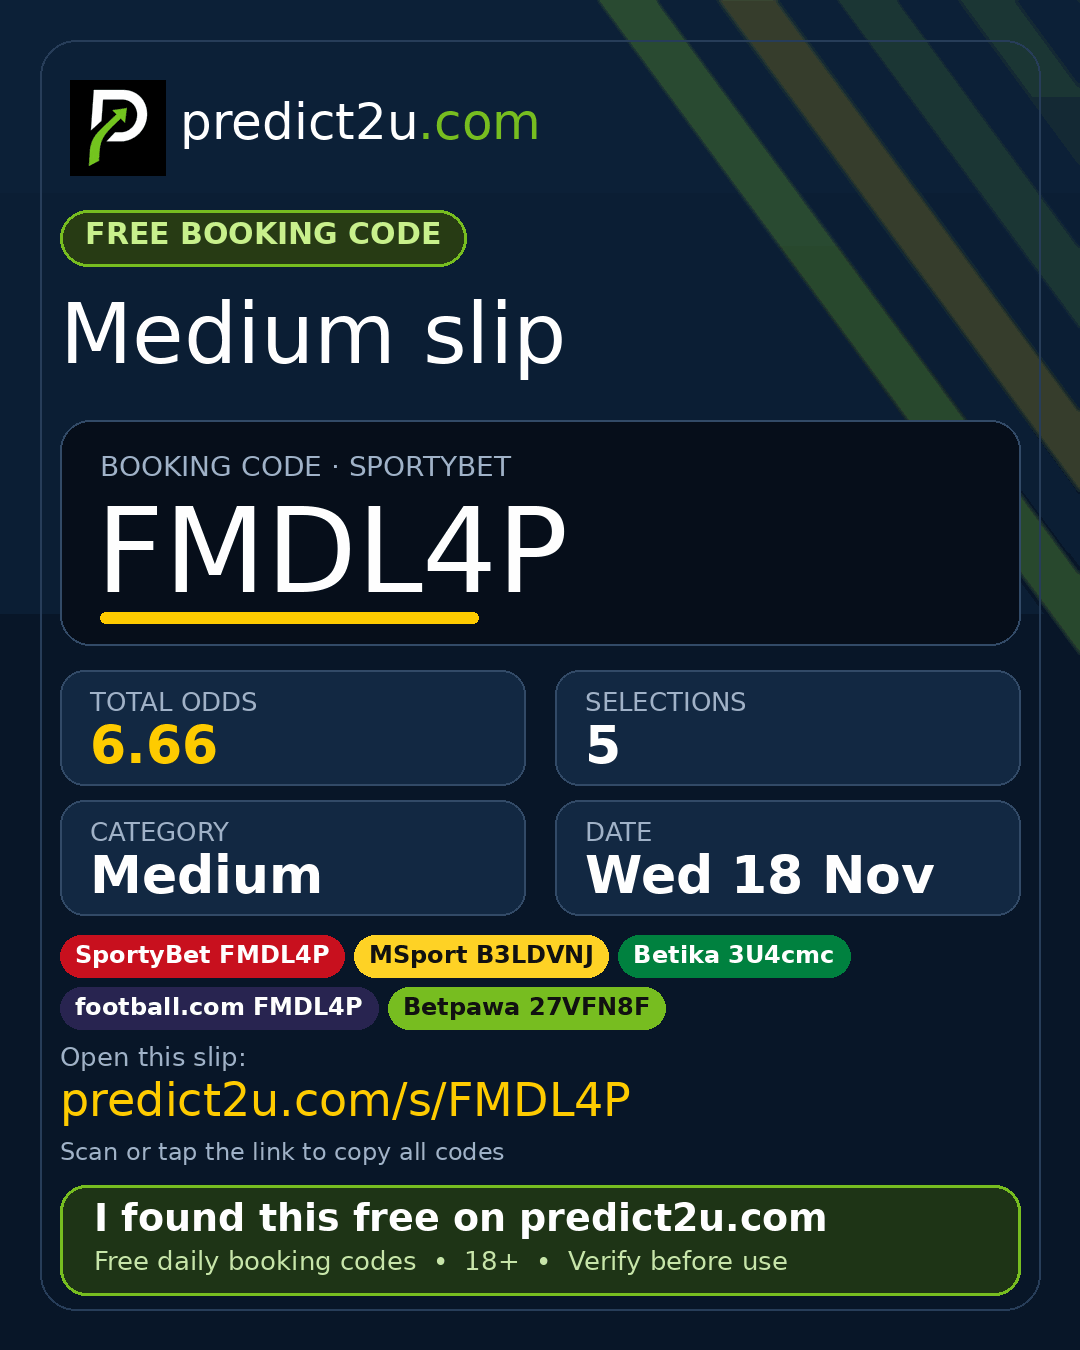 predict2u.com
FREE BOOKING CODE
Medium slip
BOOKING CODE · SPORTYBET
FMDL4P
TOTAL ODDS
6.66
SELECTIONS
5
CATEGORY
Medium
DATE
Wed 18 Nov
SportyBet FMDL4P
MSport B3LDVNJ
Betika 3U4cmc
football.com FMDL4P
Betpawa 27VFN8F
Open this slip:
predict2u.com/s/FMDL4P
Scan or tap the link to copy all codes
I found this free on predict2u.com
Free daily booking codes • 18+ • Verify before use